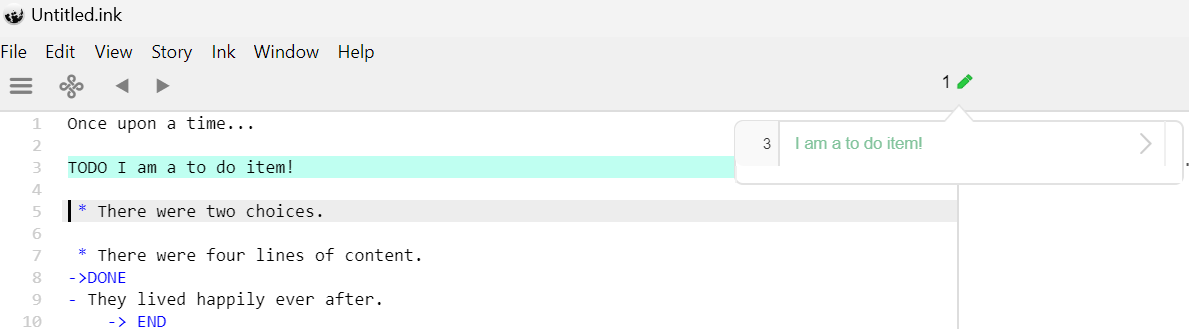 Untitled.ink
File Edit View Story Ink Window Help
1
1 Once upon a time...
2
3 TODO I am a to do item!
3 I am a to do item!
4
5 * There were two choices.
6
7 * There were four lines of content.
8 ->DONE
9 - They lived happily ever after.
10 -> END